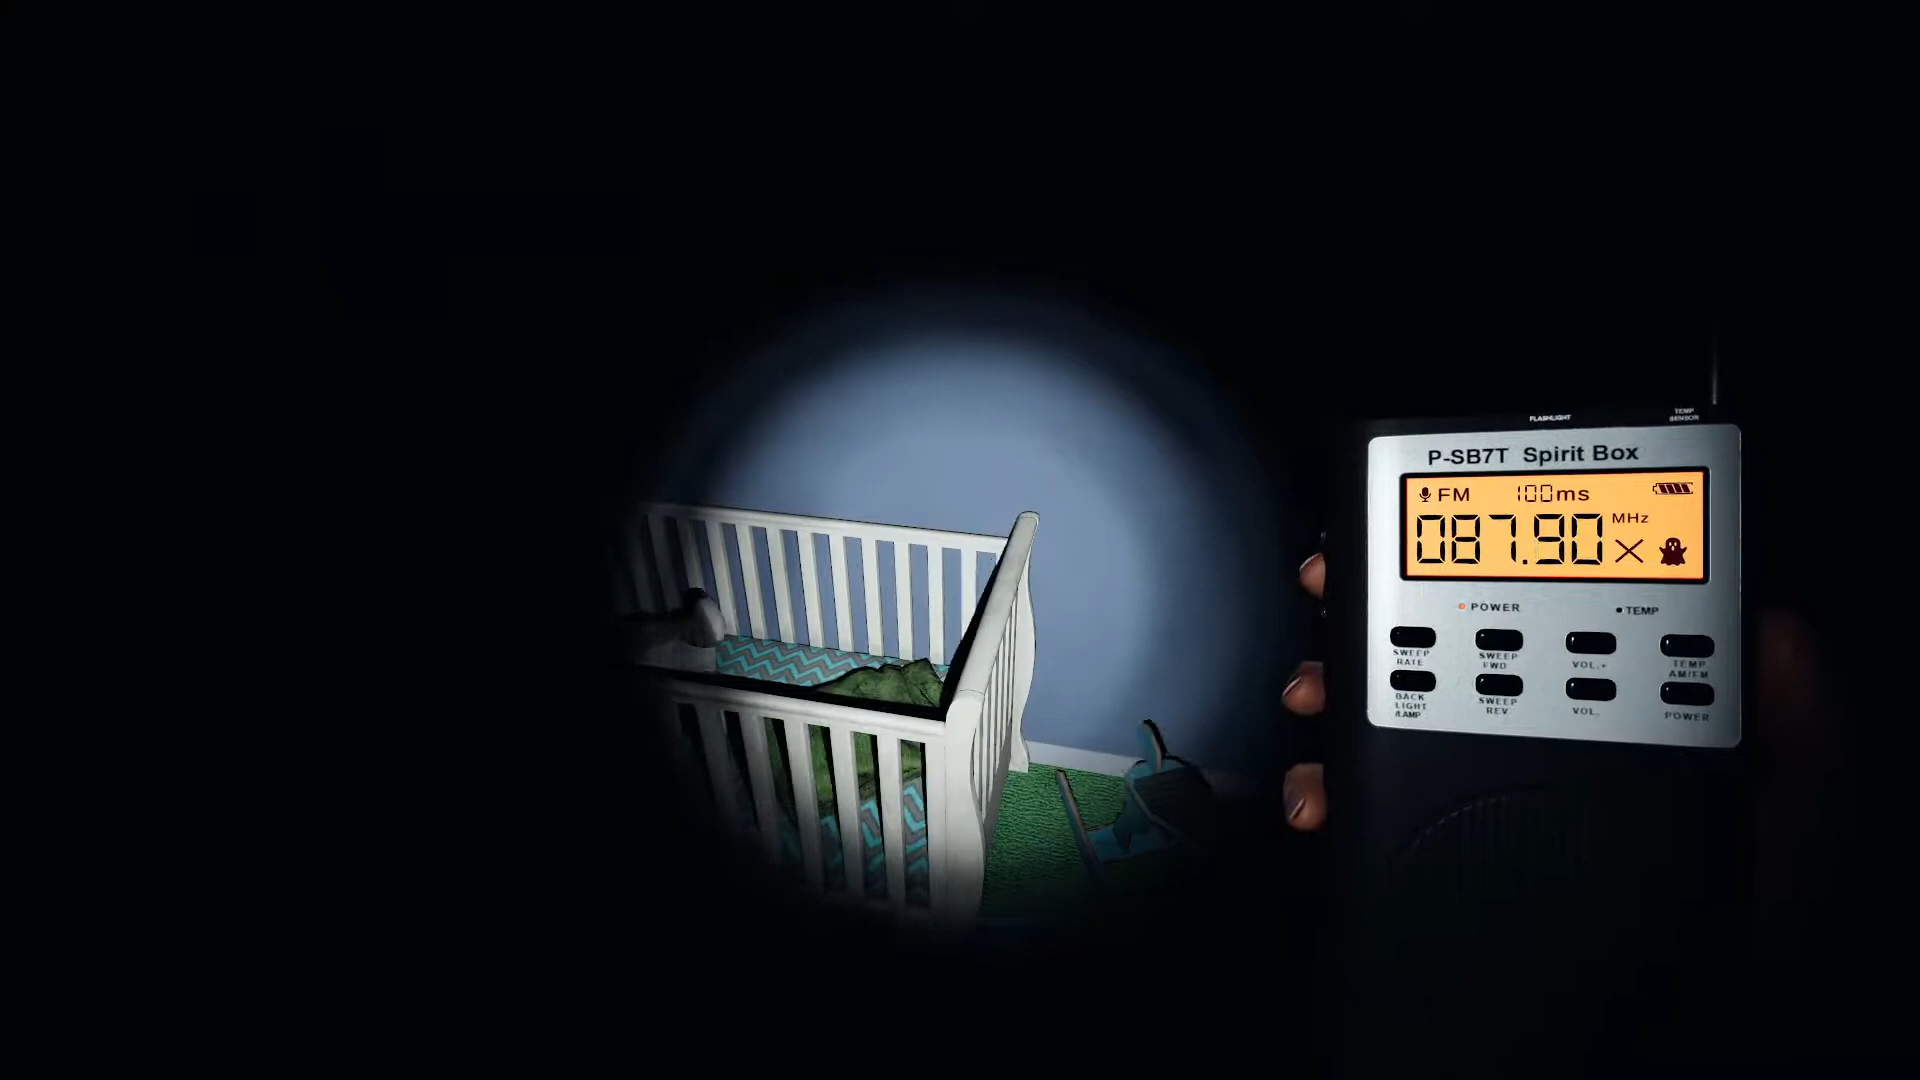 FLASHLIGHT
TEMP
SENSOR
P-SB7T Spirit Box
FM 100ms
087.90 MHz
POWER
TEMP
SWEEP
RATE
SWEEP
FWD
VOL.+
TEMP.
AM/FM
BACK
LIGHT
/LAMP
SWEEP
REV
VOL.
POWER